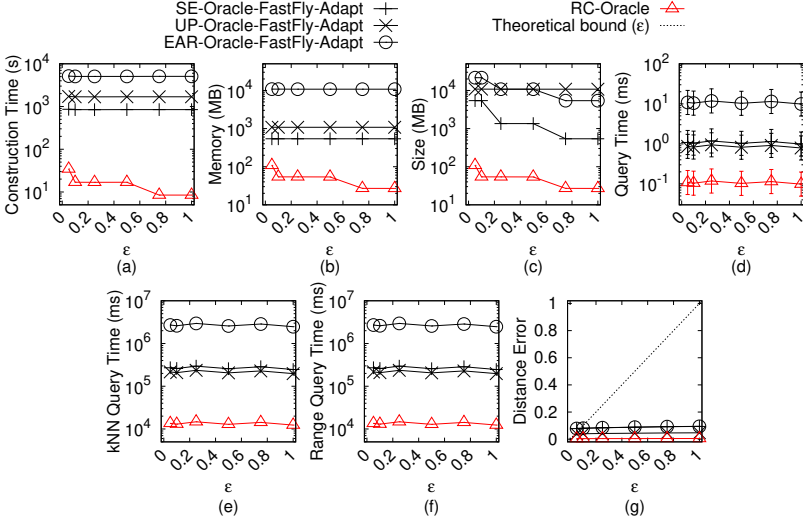 SE-Oracle-FastFly-Adapt
UP-Oracle-FastFly-Adapt
EAR-Oracle-FastFly-Adapt
RC-Oracle
Theoretical bound (ε)
Construction Time (s)
10^4
10^3
10^2
10^1
0 0.2 0.4 0.6 0.8 1
ε
(a)
Memory (MB)
10^5
10^4
10^3
10^2
10^1
0 0.2 0.4 0.6 0.8 1
ε
(b)
Size (MB)
10^5
10^4
10^3
10^2
10^1
0 0.2 0.4 0.6 0.8 1
ε
(c)
Query Time (ms)
10^2
10^1
10^0
10^-1
0 0.2 0.4 0.6 0.8 1
ε
(d)
kNN Query Time (ms)
10^7
10^6
10^5
10^4
0 0.2 0.4 0.6 0.8 1
ε
(e)
Range Query Time (ms)
10^7
10^6
10^5
10^4
0 0.2 0.4 0.6 0.8 1
ε
(f)
Distance Error
1
0.8
0.6
0.4
0.2
0
0 0.2 0.4 0.6 0.8 1
ε
(g)